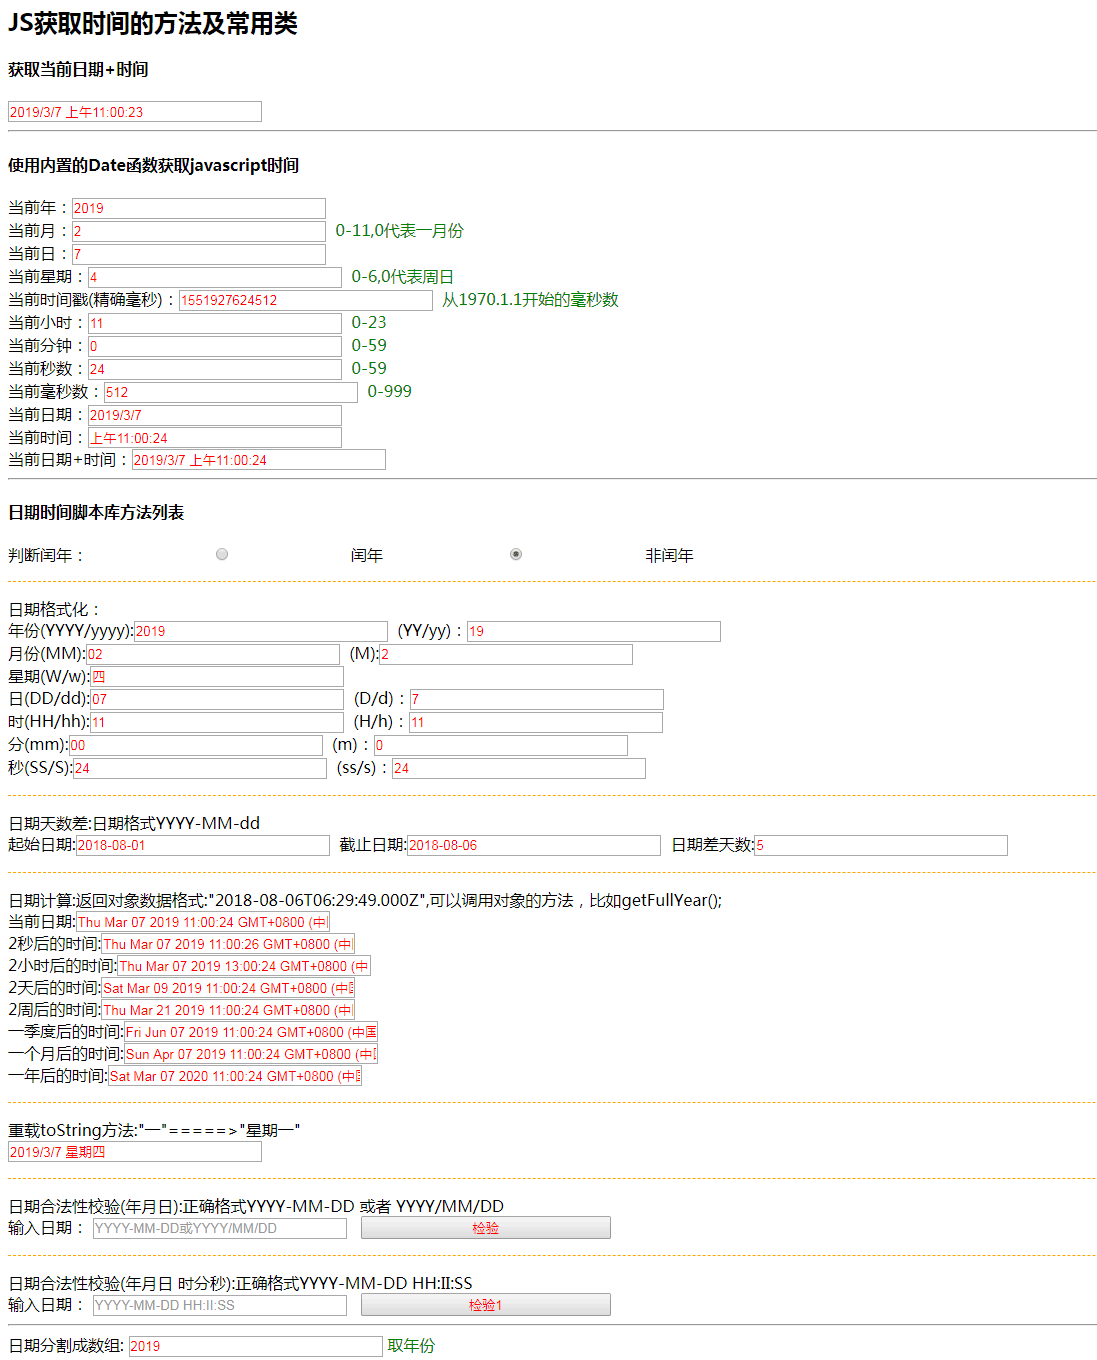 JS获取时间的方法及常用类
获取当前日期+时间
2019/3/7 上午11:00:23
使用内置的Date函数获取javascript时间
当前年：2019
当前月：2 0-11,0代表一月份
当前日：7
当前星期：4 0-6,0代表周日
当前时间戳(精确毫秒)：1551927624512 从1970.1.1开始的毫秒数
当前小时：11 0-23
当前分钟：0 0-59
当前秒数：24 0-59
当前毫秒数：512 0-999
当前日期：2019/3/7
当前时间：上午11:00:24
当前日期+时间：2019/3/7 上午11:00:24
日期时间脚本库方法列表
判断闰年： 闰年 非闰年
日期格式化：
年份(YYYY/yyyy):2019 (YY/yy)：19
月份(MM):02 (M):2
星期(W/w):四
日(DD/dd):07 (D/d)：7
时(HH/hh):11 (H/h)：11
分(mm):00 (m)：0
秒(SS/S):24 (ss/s)：24
日期天数差:日期格式YYYY-MM-dd
起始日期:2018-08-01 截止日期:2018-08-06 日期差天数:5
日期计算:返回对象数据格式:"2018-08-06T06:29:49.000Z",可以调用对象的方法，比如getFullYear();
当前日期:Thu Mar 07 2019 11:00:24 GMT+0800 (中
2秒后的时间:Thu Mar 07 2019 11:00:26 GMT+0800 (中
2小时后的时间:Thu Mar 07 2019 13:00:24 GMT+0800 (中
2天后的时间:Sat Mar 09 2019 11:00:24 GMT+0800 (中国
2周后的时间:Thu Mar 21 2019 11:00:24 GMT+0800 (中
一季度后的时间:Fri Jun 07 2019 11:00:24 GMT+0800 (中国
一个月后的时间:Sun Apr 07 2019 11:00:24 GMT+0800 (中国
一年后的时间:Sat Mar 07 2020 11:00:24 GMT+0800 (中国
重载toString方法:"一"=====>"星期一"
2019/3/7 星期四
日期合法性校验(年月日):正确格式YYYY-MM-DD 或者 YYYY/MM/DD
输入日期： YYYY-MM-DD或YYYY/MM/DD 检验
日期合法性校验(年月日 时分秒):正确格式YYYY-MM-DD HH:II:SS
输入日期： YYYY-MM-DD HH:II:SS 检验1
日期分割成数组: 2019 取年份